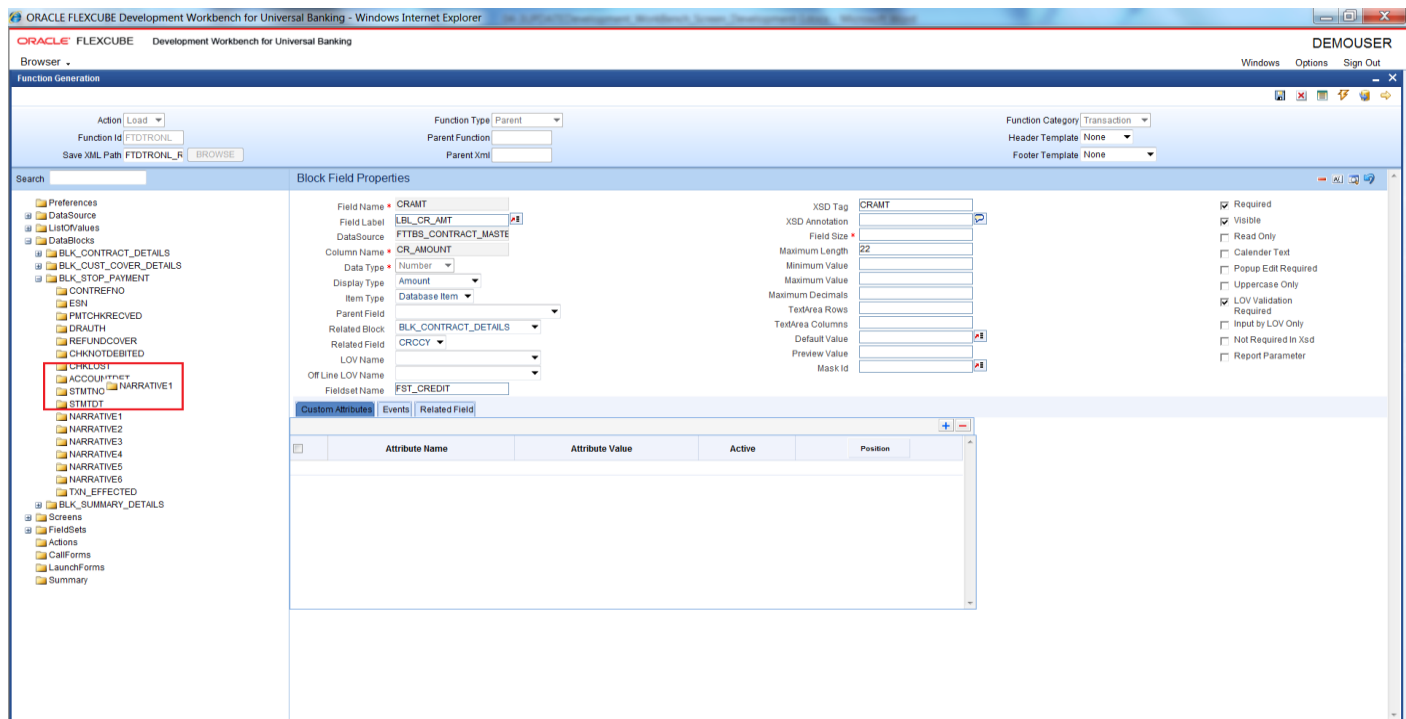 ORACLE FLEXCUBE Development Workbench for Universal Banking - Windows Internet Explorer
ORACLE FLEXCUBE Development Workbench for Universal Banking
DEMOUSER
Browser
Windows Options Sign Out
Function Generation
Action Load
Function Type Parent
Function Category Transaction
Function Id FTDTRONL
Parent Function
Header Template None
Save XML Path FTDTRONL_R BROWSE
Parent Xml
Footer Template None
Search
Preferences
DataSource
ListOfValues
DataBlocks
BLK_CONTRACT_DETAILS
BLK_CUST_COVER_DETAILS
BLK_STOP_PAYMENT
CONTREFNO
ESN
PMTCHKRECVED
DRAUTH
REFUNDCOVER
CHKNOTDEBITED
CHKLOST
ACCOUNTDET
NARRATIVE1
STMTNO
STMTDT
NARRATIVE1
NARRATIVE2
NARRATIVE3
NARRATIVE4
NARRATIVE5
NARRATIVE6
TXN_EFFECTED
BLK_SUMMARY_DETAILS
Screens
FieldSets
Actions
CallForms
LaunchForms
Summary
Block Field Properties
Field Name * CRAMT
Field Label LBL_CR_AMT
DataSource FTTBS_CONTRACT_MASTE
Column Name * CR_AMOUNT
Data Type * Number
Display Type Amount
Item Type Database Item
Parent Field
Related Block BLK_CONTRACT_DETAILS
Related Field CRCCY
LOV Name
Off Line LOV Name
Fieldset Name FST_CREDIT
XSD Tag CRAMT
XSD Annotation
Field Size *
Maximum Length 22
Minimum Value
Maximum Value
Maximum Decimals
TextArea Rows
TextArea Columns
Default Value
Preview Value
Mask Id
Required
Visible
Read Only
Calender Text
Popup Edit Required
Uppercase Only
LOV Validation
Required
Input by LOV Only
Not Required In Xsd
Report Parameter
Custom Attributes Events Related Field
Attribute Name Attribute Value Active Position